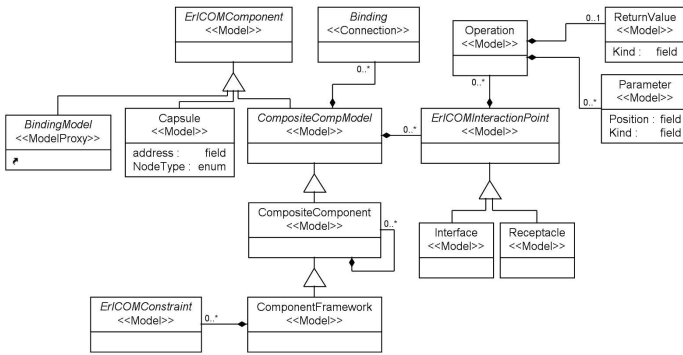 ErlCOMComponent
<<Model>>
Binding
<<Connection>>
0..*
Operation
<<Model>>
0..1
ReturnValue
<<Model>>
Kind : field
0..*
Parameter
<<Model>>
Position : field
Kind : field
BindingModel
<<ModelProxy>>
Capsule
<<Model>>
address : field
NodeType : enum
CompositeCompModel
<<Model>>
0..*
0..*
ErlCOMInteractionPoint
<<Model>>
CompositeComponent
<<Model>>
0..*
Interface
<<Model>>
Receptacle
<<Model>>
ErlCOMConstraint
<<Model>>
0..*
ComponentFramework
<<Model>>